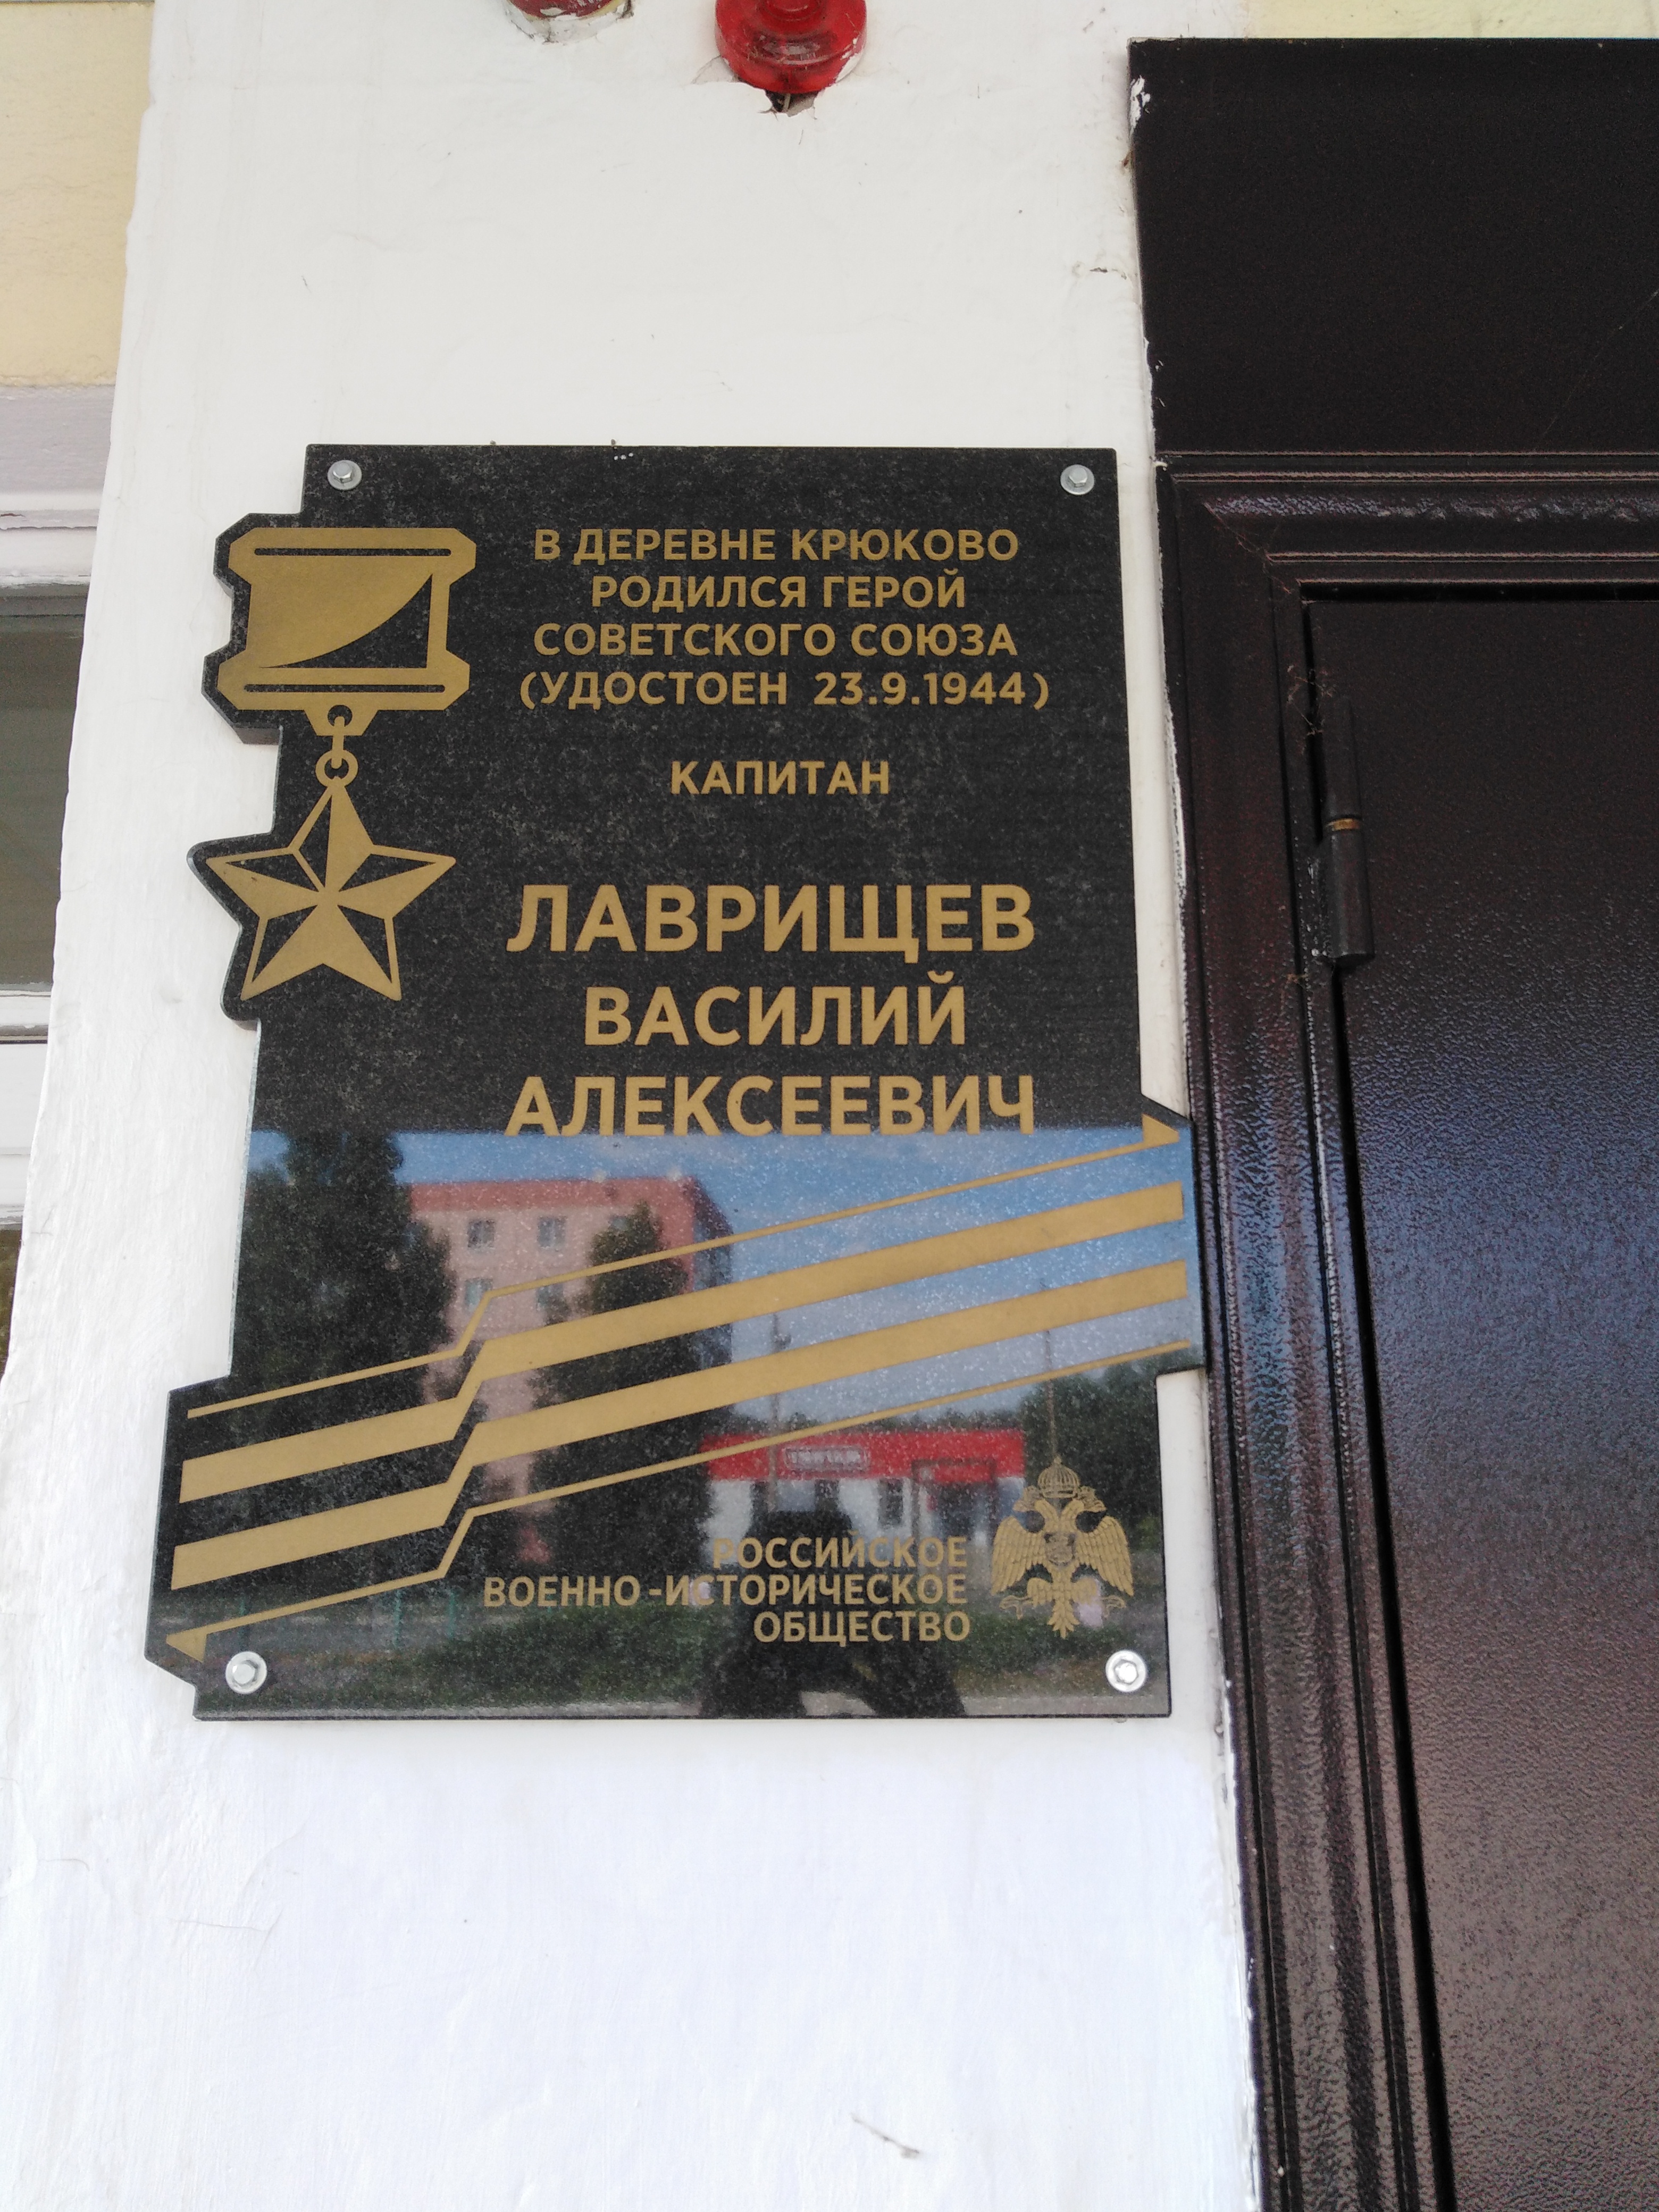 В ДЕРЕВНЕ КРЮКОВО
РОДИЛСЯ ГЕРОЙ
СОВЕТСКОГО СОЮЗА
(УДОСТОЕН 23.9.1944)
КАПИТАН
ЛАВРИЩЕВ
ВАСИЛИЙ
АЛЕКСЕЕВИЧ
РОССИЙСКОЕ
ВОЕННО-ИСТОРИЧЕСКОЕ
ОБЩЕСТВО